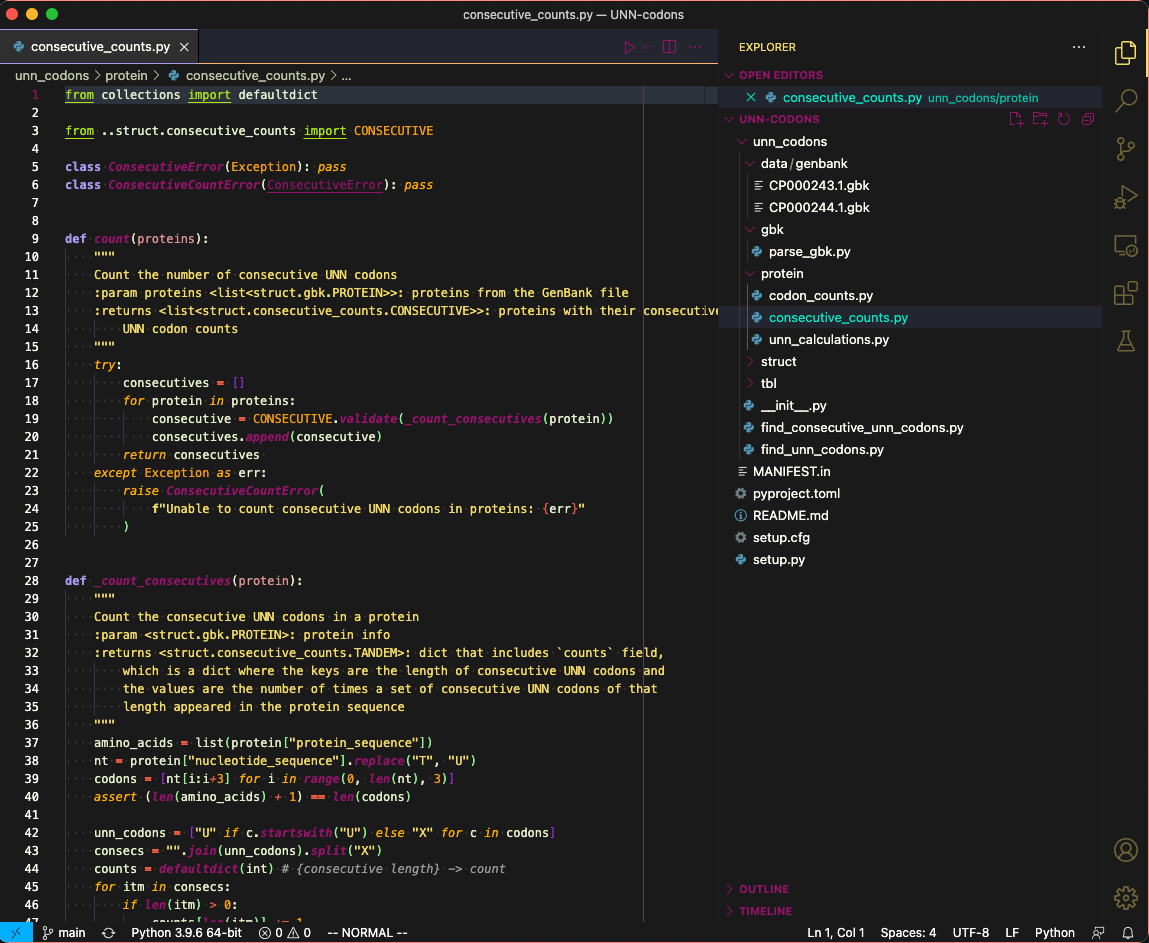 consecutive_counts.py — UNN-codons
consecutive_counts.py
unn_codons > protein > consecutive_counts.py > ...
1 from collections import defaultdict
2
3 from ..struct.consecutive_counts import CONSECUTIVE
4
5 class ConsecutiveError(Exception): pass
6 class ConsecutiveCountError(ConsecutiveError): pass
7
8
9 def count(proteins):
10 """
11 Count the number of consecutive UNN codons
12 :param proteins <list<struct.gbk.PROTEIN>>: proteins from the GenBank file
13 :returns <list<struct.consecutive_counts.CONSECUTIVE>>: proteins with their consecutive
14 UNN codon counts
15 """
16 try:
17 consecutives = []
18 for protein in proteins:
19 consecutive = CONSECUTIVE.validate(_count_consecutives(protein))
20 consecutives.append(consecutive)
21 return consecutives
22 except Exception as err:
23 raise ConsecutiveCountError(
24 f"Unable to count consecutive UNN codons in proteins: {err}"
25 )
26
27
28 def _count_consecutives(protein):
29 """
30 Count the consecutive UNN codons in a protein
31 :param <struct.gbk.PROTEIN>: protein info
32 :returns <struct.consecutive_counts.TANDEM>: dict that includes `counts` field,
33 which is a dict where the keys are the length of consecutive UNN codons and
34 the values are the number of times a set of consecutive UNN codons of that
35 length appeared in the protein sequence
36 """
37 amino_acids = list(protein["protein_sequence"])
38 nt = protein["nucleotide_sequence"].replace("T", "U")
39 codons = [nt[i:i+3] for i in range(0, len(nt), 3)]
40 assert (len(amino_acids) + 1) == len(codons)
41
42 unn_codons = ["U" if c.startswith("U") else "X" for c in codons]
43 consecs = "".join(unn_codons).split("X")
44 counts = defaultdict(int) # {consecutive length} -> count
45 for itm in consecs:
46 if len(itm) > 0:
47 counts[len(itm)] += 1
EXPLORER
OPEN EDITORS
consecutive_counts.py unn_codons/protein
UNN-CODONS
unn_codons
data/genbank
CP000243.1.gbk
CP000244.1.gbk
gbk
parse_gbk.py
protein
codon_counts.py
consecutive_counts.py
unn_calculations.py
struct
tbl
__init__.py
find_consecutive_unn_codons.py
find_unn_codons.py
MANIFEST.in
pyproject.toml
README.md
setup.cfg
setup.py
OUTLINE
TIMELINE
main Python 3.9.6 64-bit 0 0 -- NORMAL -- Ln 1, Col 1 Spaces: 4 UTF-8 LF Python